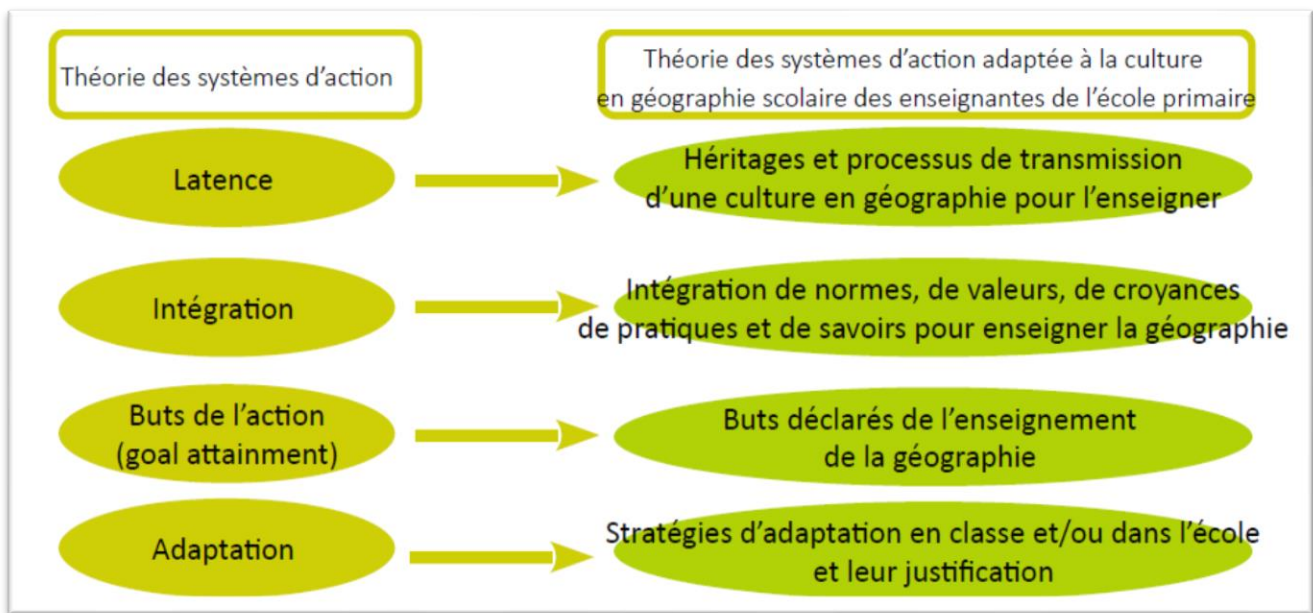 Théorie des systèmes d'action
Théorie des systèmes d'action adaptée à la culture
en géographie scolaire des enseignantes de l'école primaire
Latence
Héritages et processus de transmission
d'une culture en géographie pour l'enseigner
Intégration
Intégration de normes, de valeurs, de croyances
de pratiques et de savoirs pour enseigner la géographie
Buts de l'action
(goal attainment)
Buts déclarés de l'enseignement
de la géographie
Adaptation
Stratégies d'adaptation en classe et/ou dans l'école
et leur justification